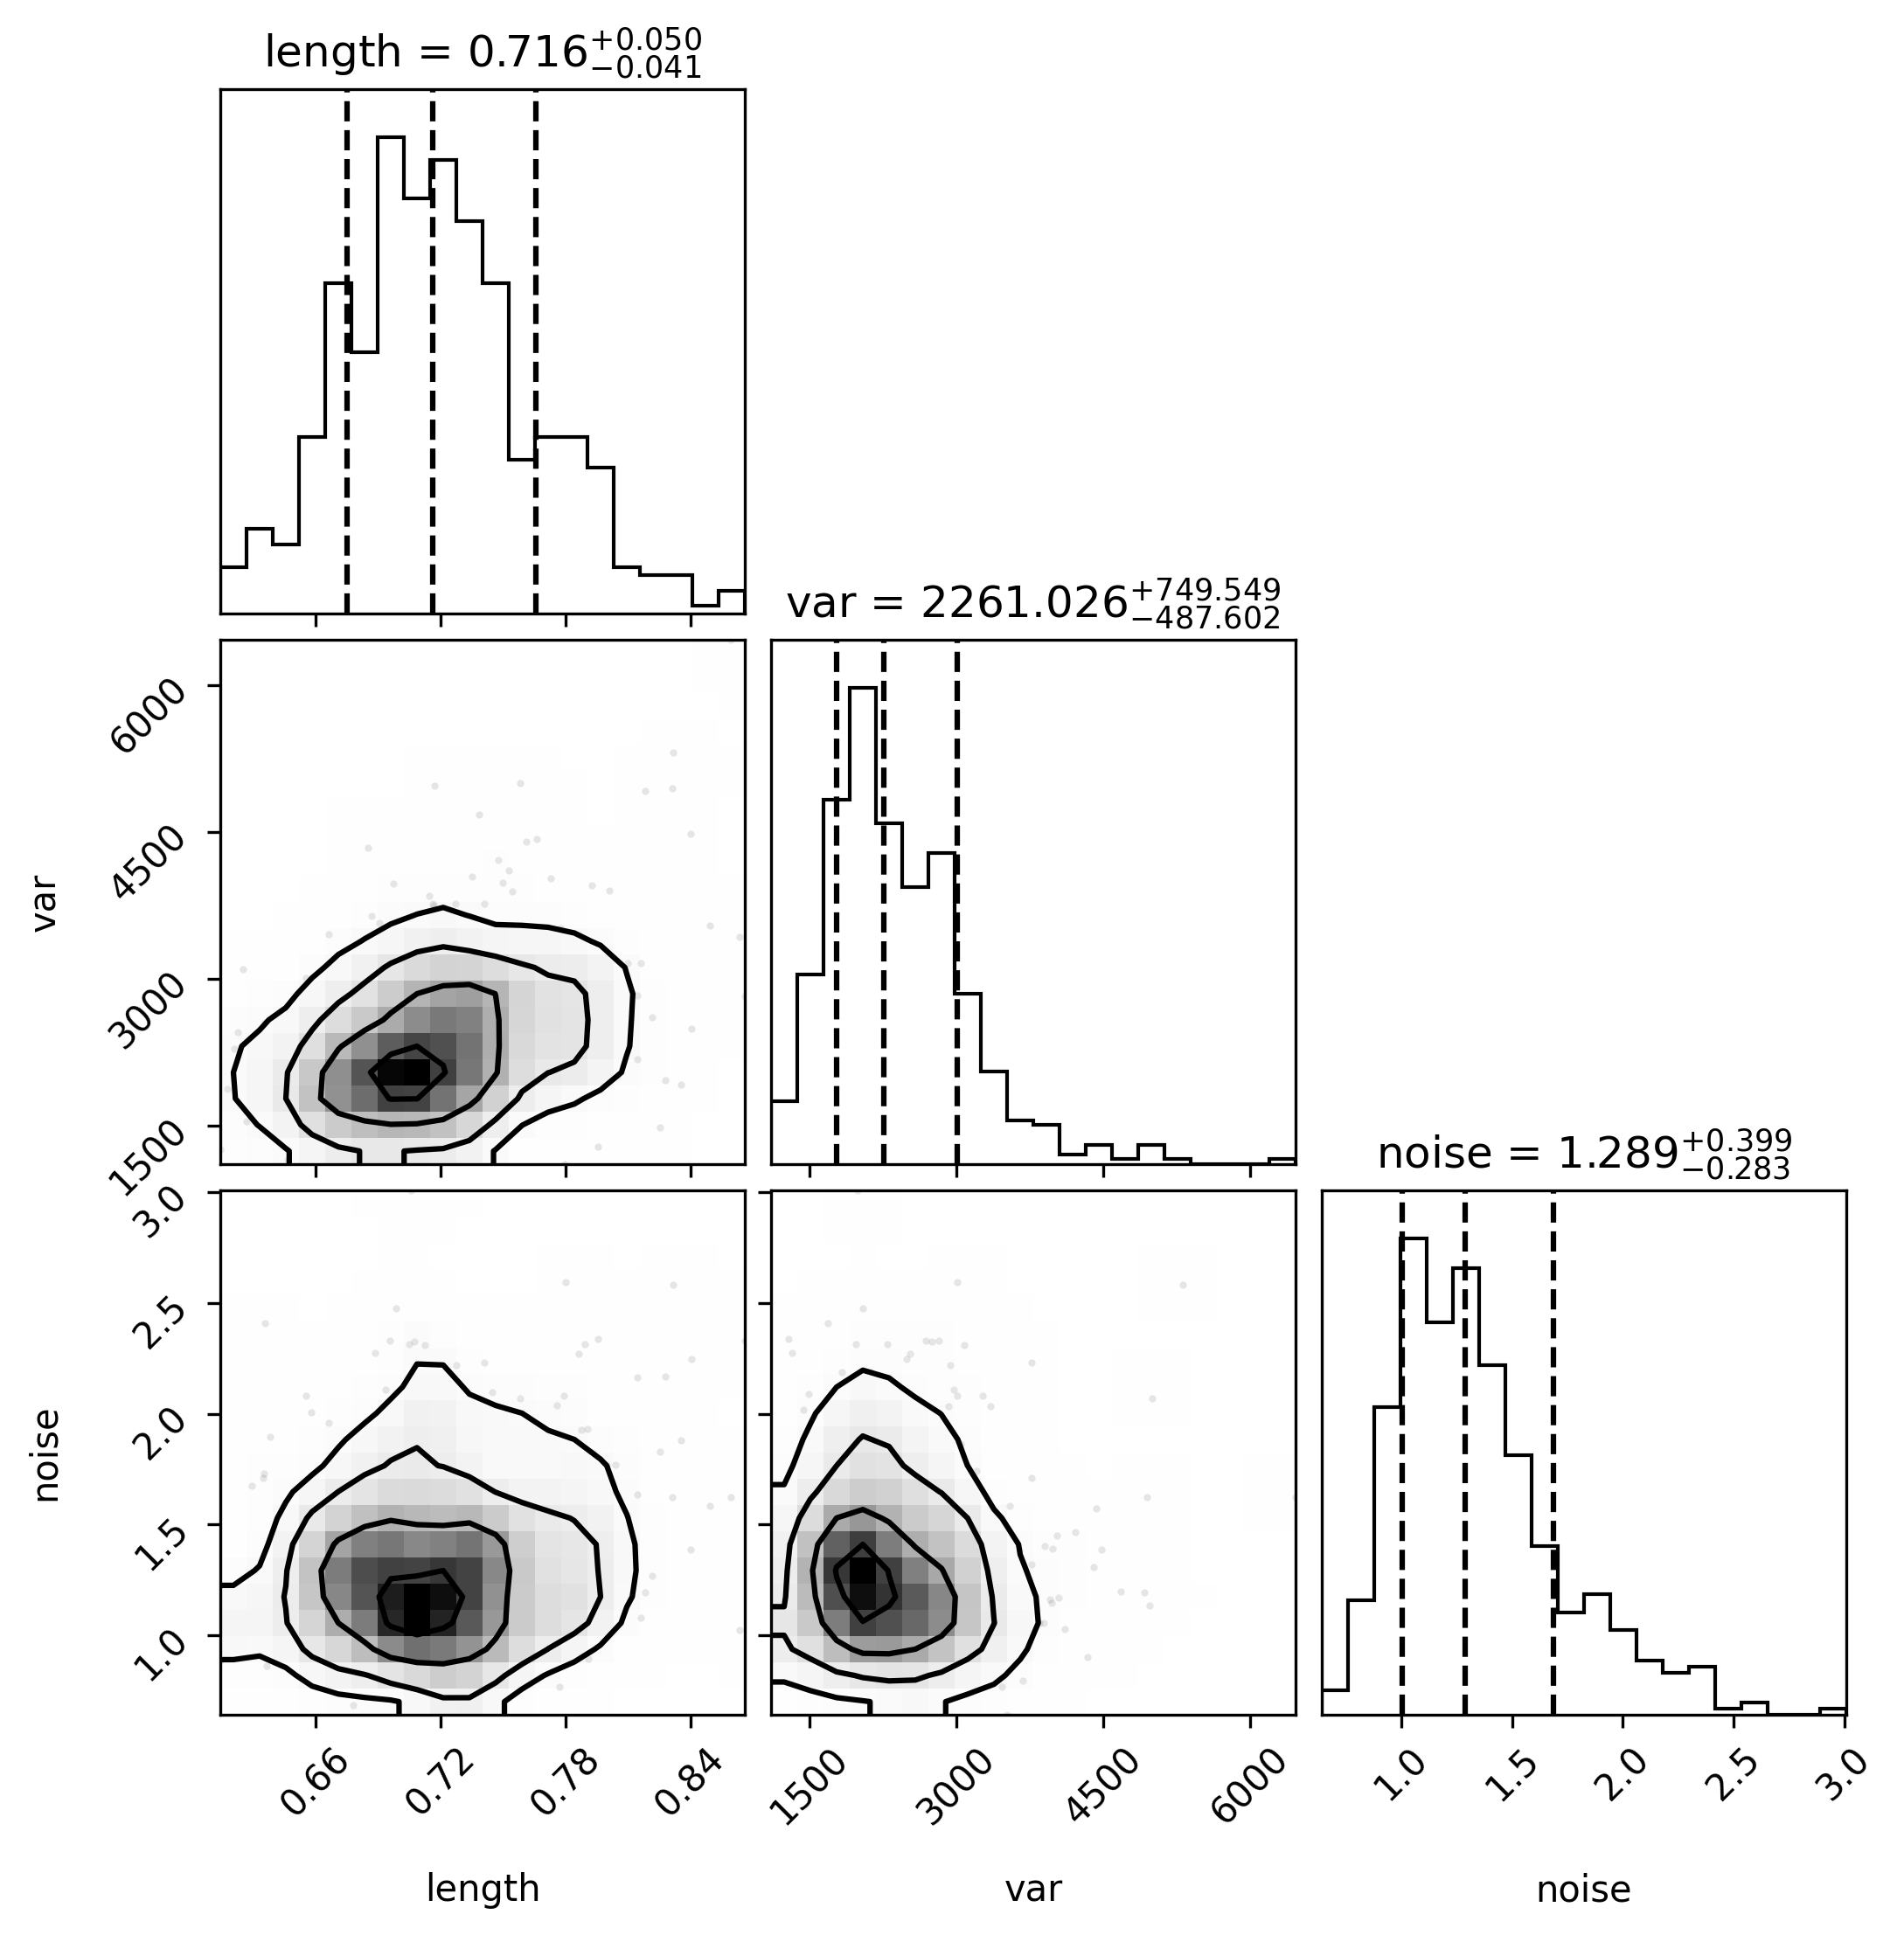 length = 0.716+0.050−0.041
var = 2261.026+749.549−487.602
noise = 1.289+0.399−0.283
var
6000
4500
3000
1500
noise
3.0
2.5
2.0
1.5
1.0
0.66 0.72 0.78 0.84
1500 3000 4500 6000
1.0 1.5 2.0 2.5 3.0
length
var
noise